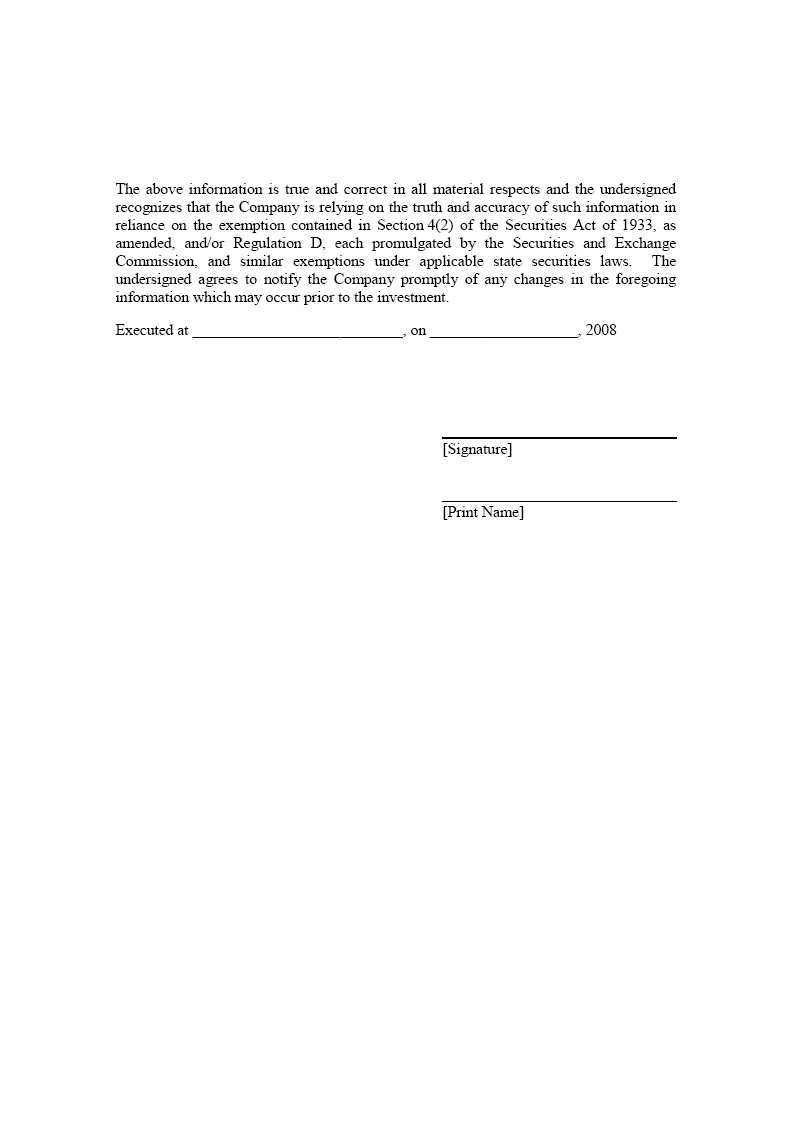 The above information is true and correct in all material respects and the undersigned
recognizes that the Company is relying on the truth and accuracy of such information in
reliance on the exemption contained in Section 4(2) of the Securities Act of 1933, as
amended, and/or Regulation D, each promulgated by the Securities and Exchange
Commission, and similar exemptions under applicable state securities laws. The
undersigned agrees to notify the Company promptly of any changes in the foregoing
information which may occur prior to the investment.
Executed at ___________________________, on ___________________, 2008
[Signature]
[Print Name]